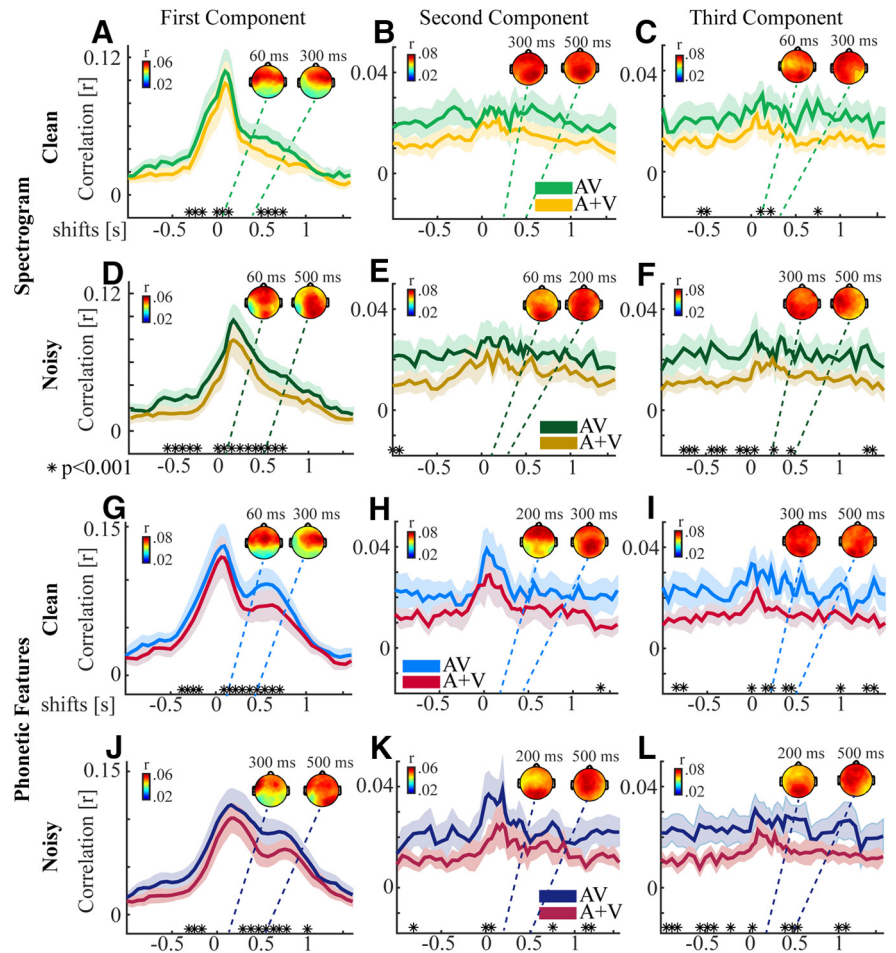 First Component
Second Component
Third Component
A
B
C
0.12
Correlation [r]
0
r
.08
.02
60 ms
300 ms
0.04
0
r
.08
.02
300 ms
500 ms
AV
A+V
0.04
0
r
.08
.02
60 ms
300 ms
Clean
shifts [s]
-0.5
0
0.5
1
-0.5
0
0.5
1
-0.5
0
0.5
1
Spectrogram
D
E
F
0.12
Correlation [r]
0
r
.06
.02
60 ms
500 ms
0.04
0
r
.08
.02
60 ms
200 ms
AV
A+V
0.04
0
r
.08
.02
300 ms
500 ms
Noisy
* p<0.001
-0.5
0
0.5
1
-0.5
0
0.5
1
-0.5
0
0.5
1
G
H
I
0.15
Correlation [r]
0
r
.08
.02
60 ms
300 ms
AV
A+V
0.04
0
r
.08
.02
200 ms
300 ms
0.04
0
r
.08
.02
300 ms
500 ms
Clean
shifts [s]
-0.5
0
0.5
1
-0.5
0
0.5
1
-0.5
0
0.5
1
Phonetic Features
J
K
L
0.15
Correlation [r]
0
r
.06
.02
300 ms
500 ms
0.04
0
r
.08
.02
200 ms
500 ms
AV
A+V
0.04
0
r
.08
.02
200 ms
500 ms
Noisy
-0.5
0
0.5
1
-0.5
0
0.5
1
-0.5
0
0.5
1